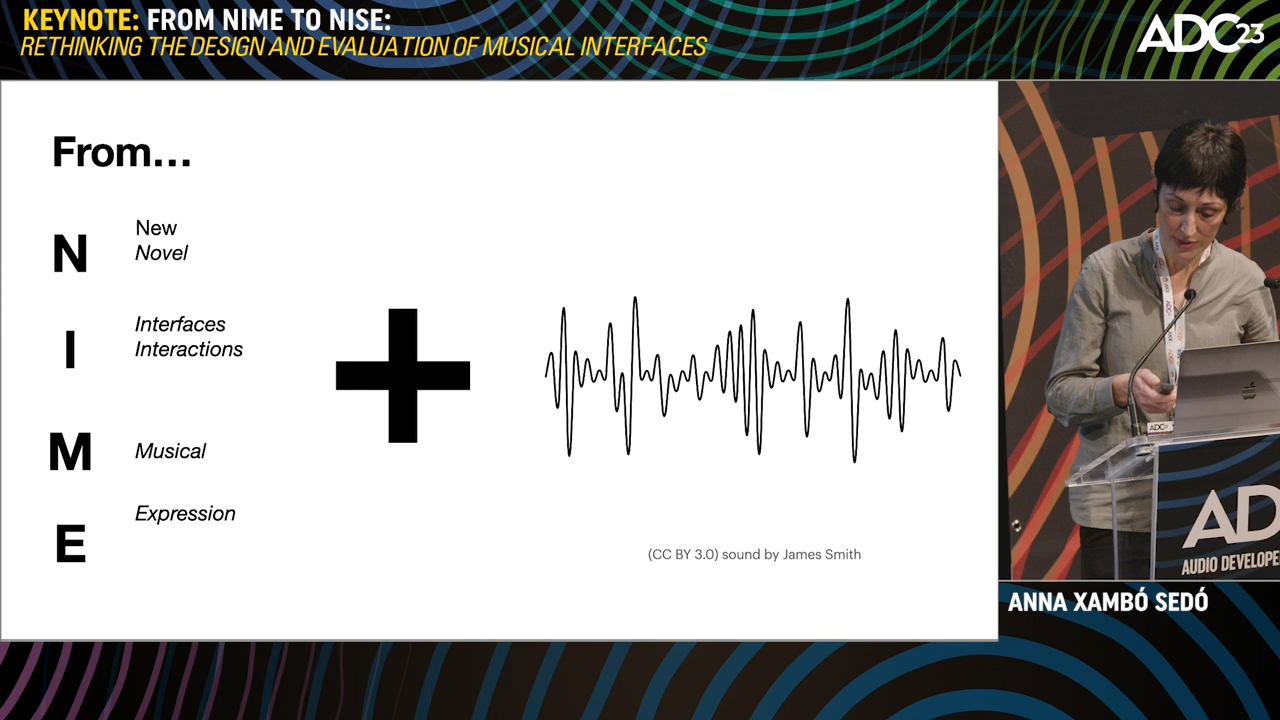 KEYNOTE: FROM NIME TO NISE:
RETHINKING THE DESIGN AND EVALUATION OF MUSICAL INTERFACES
ADC23
From...
N
New
Novel
I
Interfaces
Interactions
M
Musical
E
Expression
(CC BY 3.0) sound by James Smith
ADC
AD
AUDIO DEVELOPE
ANNA XAMBÓ SEDÓ